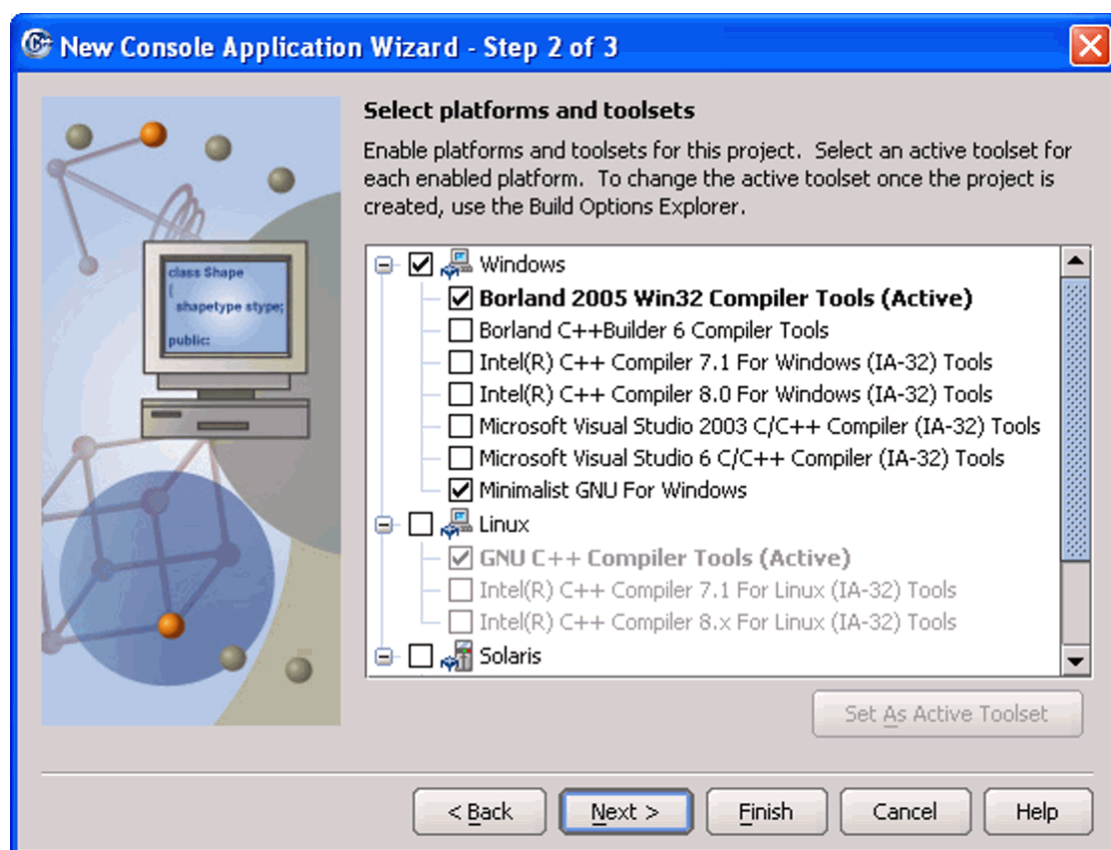 New Console Application Wizard - Step 2 of 3
Select platforms and toolsets
Enable platforms and toolsets for this project. Select an active toolset for
each enabled platform. To change the active toolset once the project is
created, use the Build Options Explorer.
class Shape
{
shapetype stype;
public:
Windows
Borland 2005 Win32 Compiler Tools (Active)
Borland C++Builder 6 Compiler Tools
Intel(R) C++ Compiler 7.1 For Windows (IA-32) Tools
Intel(R) C++ Compiler 8.0 For Windows (IA-32) Tools
Microsoft Visual Studio 2003 C/C++ Compiler (IA-32) Tools
Microsoft Visual Studio 6 C/C++ Compiler (IA-32) Tools
Minimalist GNU For Windows
Linux
GNU C++ Compiler Tools (Active)
Intel(R) C++ Compiler 7.1 For Linux (IA-32) Tools
Intel(R) C++ Compiler 8.x For Linux (IA-32) Tools
Solaris
Set As Active Toolset
< Back
Next >
Finish
Cancel
Help